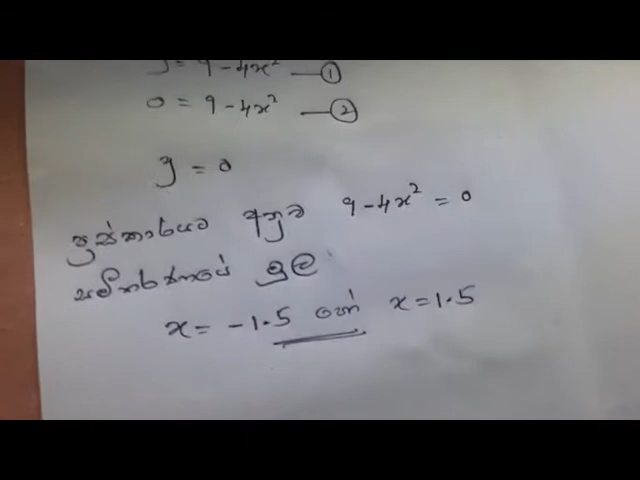 y = 9 - 4x² —①
0 = 9 - 4x² —②
y = 0
ප්‍රස්තාරයට අනුව 9 - 4x² = 0
සමීකරණයේ මූල
x = -1.5 හෝ x = 1.5